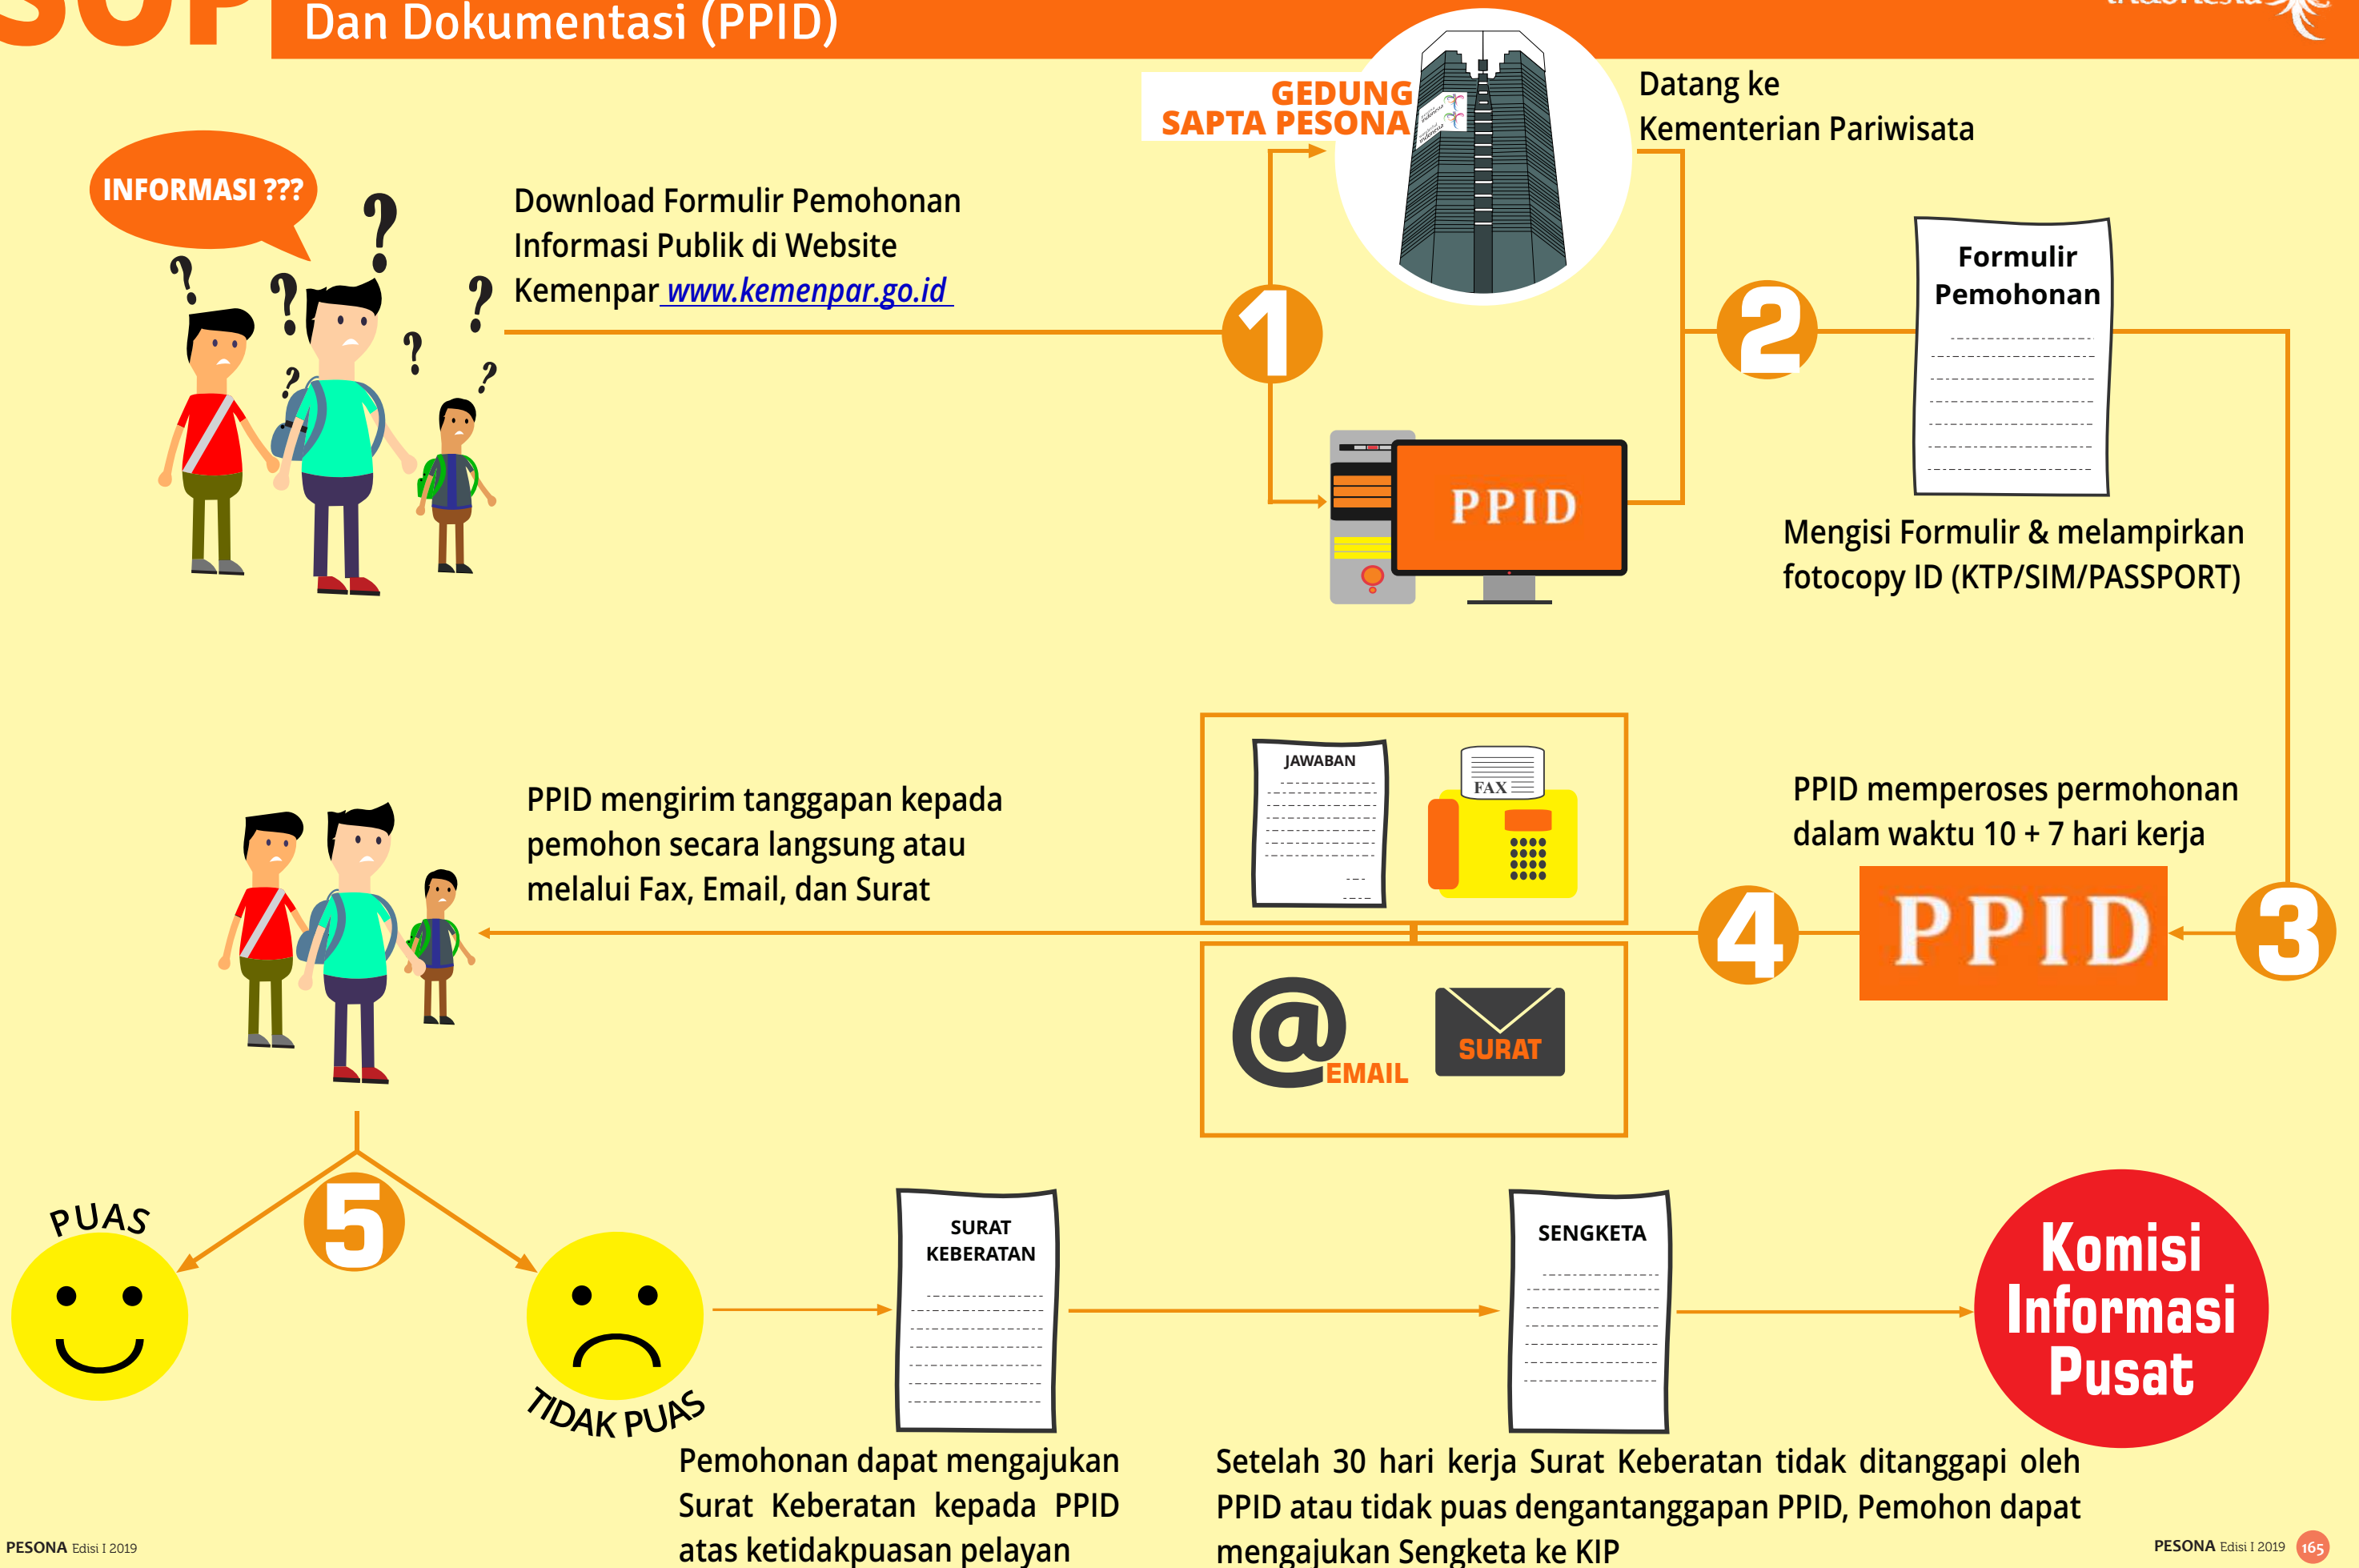 SOP
Dan Dokumentasi (PPID)
indonesia
GEDUNG
SAPTA PESONA
Datang ke
Kementerian Pariwisata
INFORMASI ???
Download Formulir Pemohonan
Informasi Publik di Website
Kemenpar www.kemenpar.go.id
1
2
Formulir
Pemohonan
PPID
Mengisi Formulir & melampirkan
fotocopy ID (KTP/SIM/PASSPORT)
PPID memperoses permohonan
dalam waktu 10 + 7 hari kerja
3
PPID
4
JAWABAN
FAX
EMAIL
SURAT
PPID mengirim tanggapan kepada
pemohon secara langsung atau
melalui Fax, Email, dan Surat
5
PUAS
TIDAK PUAS
SURAT
KEBERATAN
SENGKETA
Komisi
Informasi
Pusat
Pemohonan dapat mengajukan
Surat Keberatan kepada PPID
atas ketidakpuasan pelayan
Setelah 30 hari kerja Surat Keberatan tidak ditanggapi oleh
PPID atau tidak puas dengantanggapan PPID, Pemohon dapat
mengajukan Sengketa ke KIP
PESONA Edisi I 2019
PESONA Edisi I 2019 165